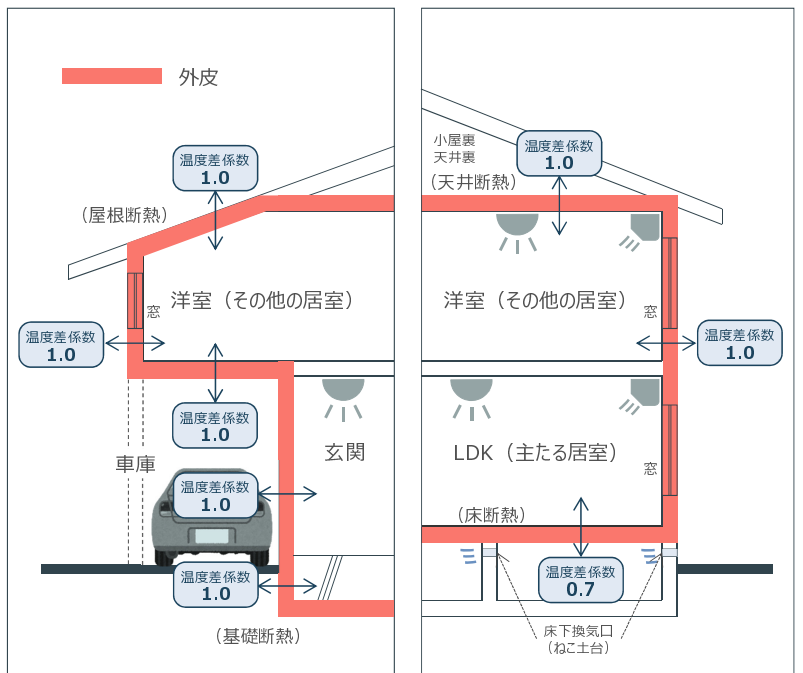 外皮
温度差係数
1.0
（屋根断熱）
窓
洋室（その他の居室）
温度差係数
1.0
温度差係数
1.0
車庫
玄関
温度差係数
1.0
温度差係数
1.0
（基礎断熱）
小屋裏
天井裏
温度差係数
1.0
（天井断熱）
洋室（その他の居室）
窓
温度差係数
1.0
LDK（主たる居室）
窓
（床断熱）
温度差係数
0.7
床下換気口
（ねこ土台）